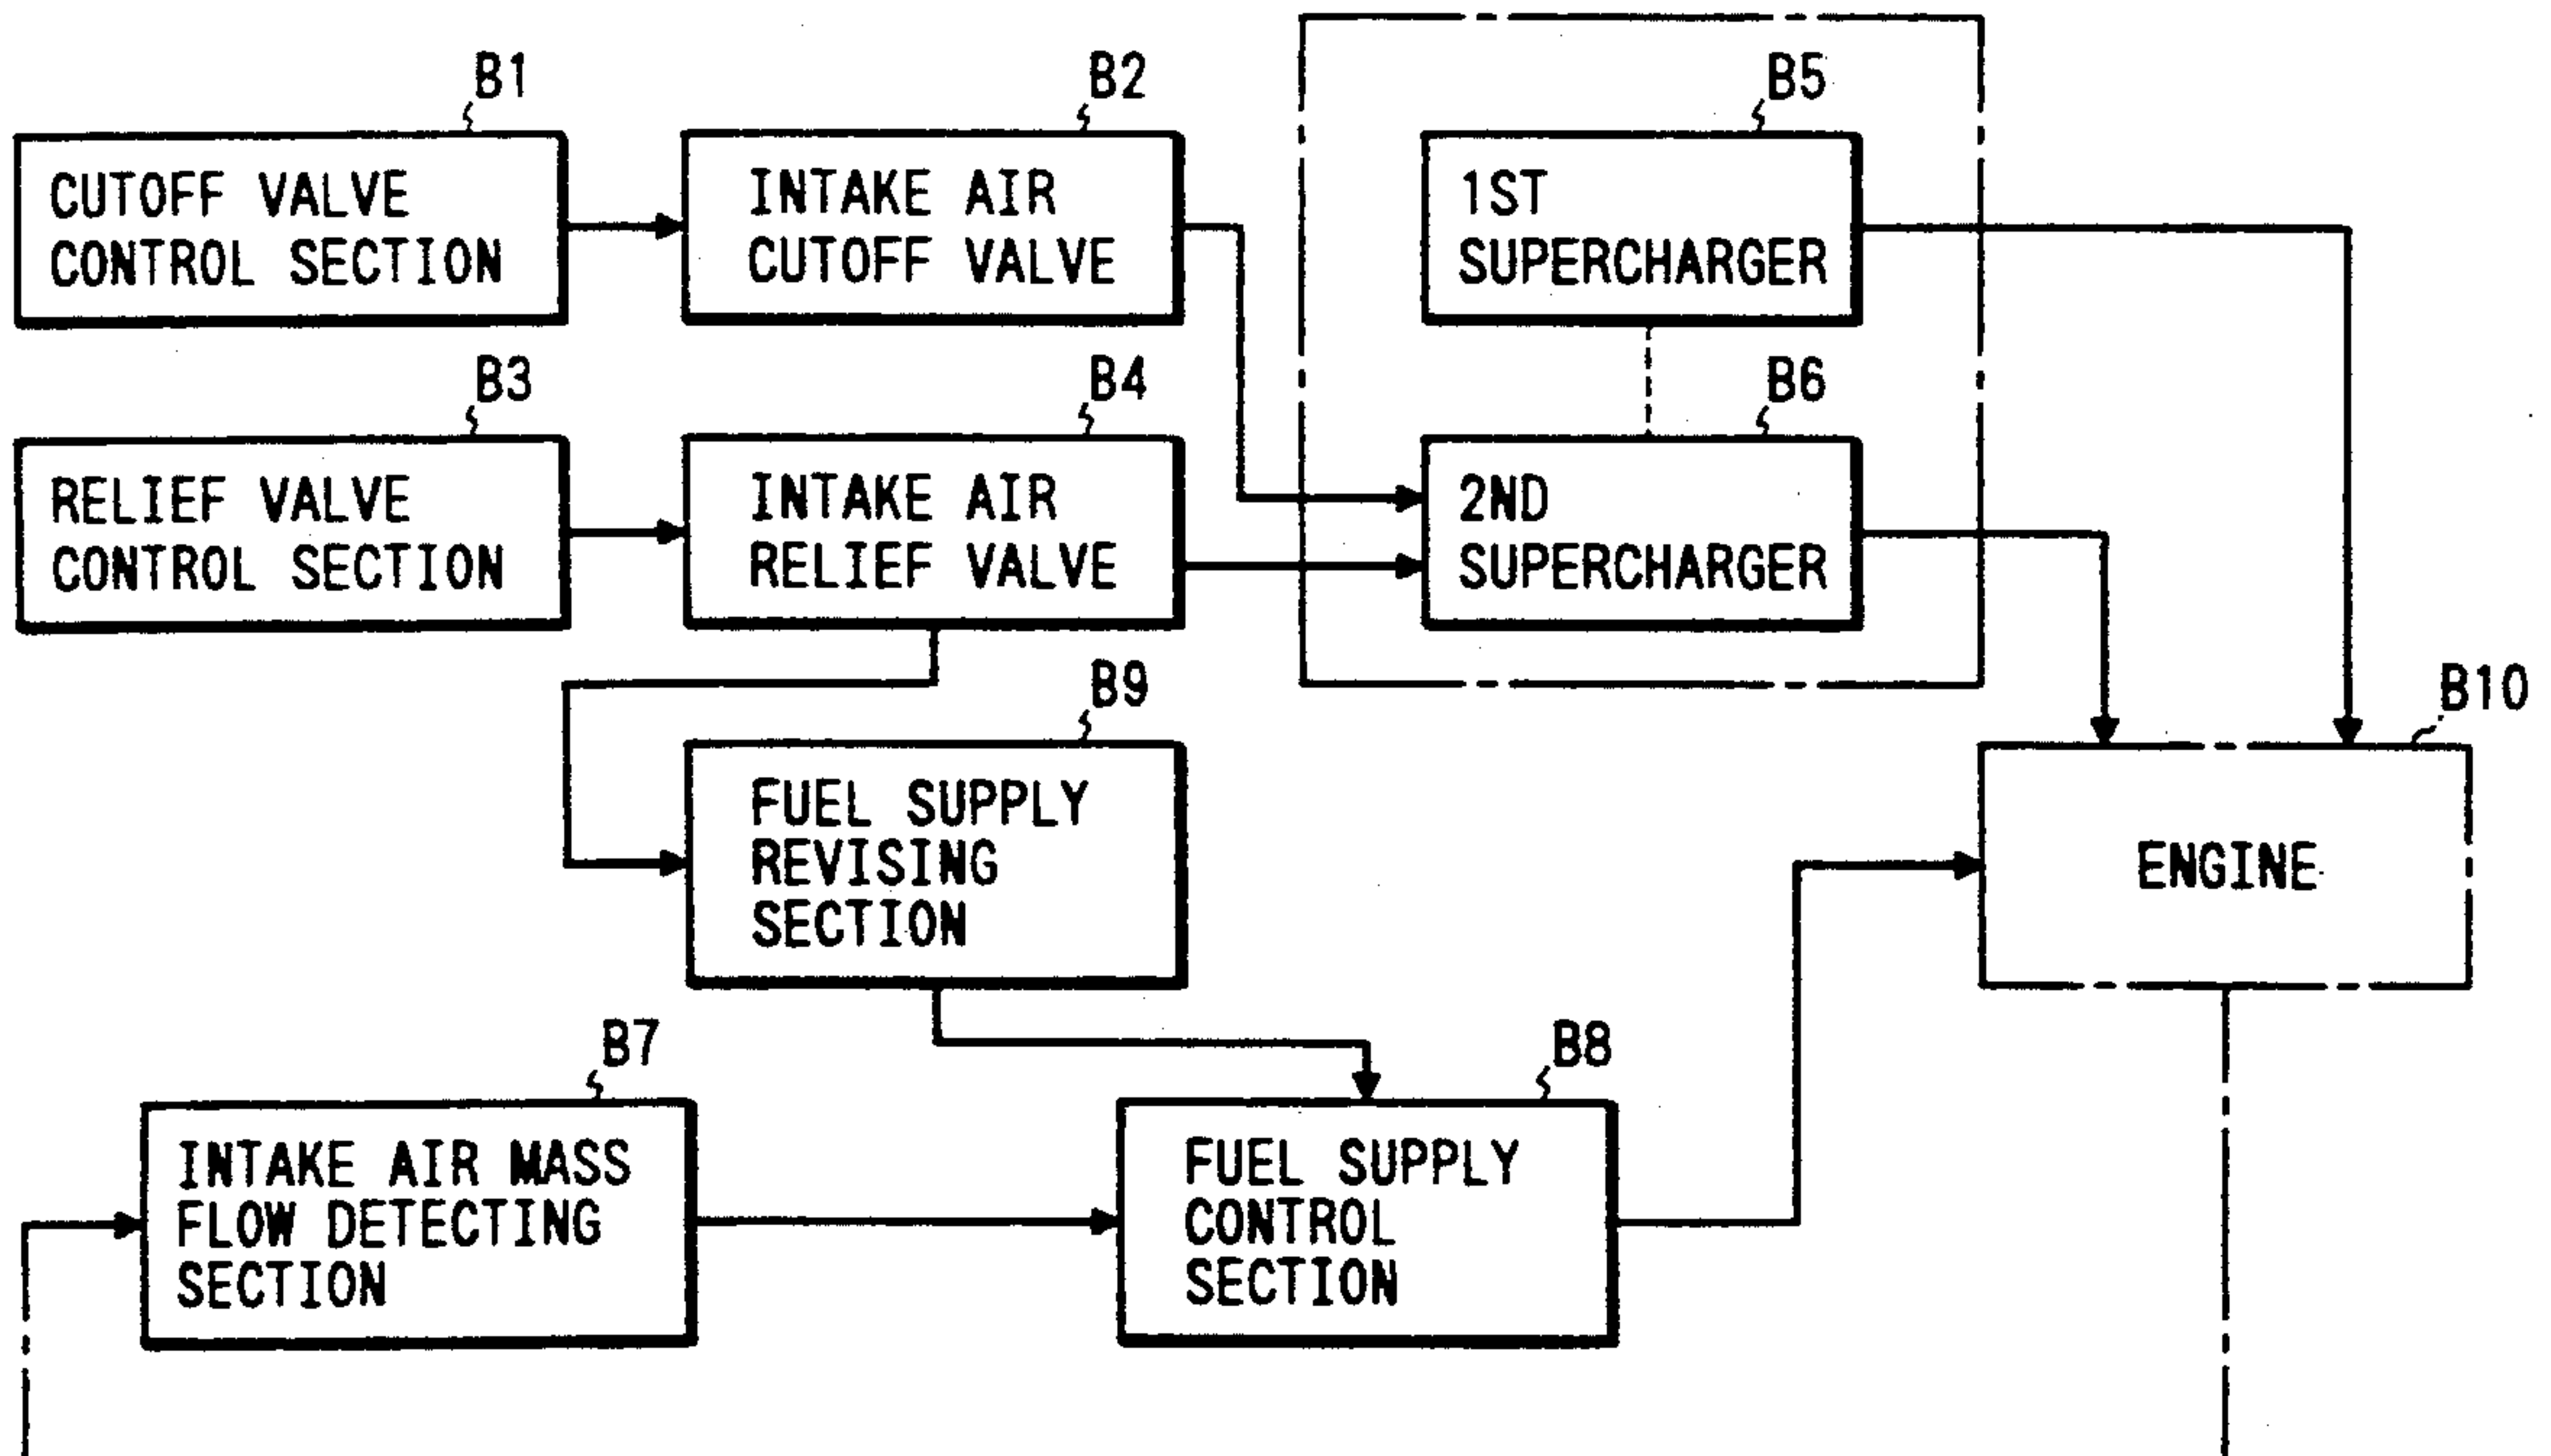 B1
CUTOFF VALVE
CONTROL SECTION
B2
INTAKE AIR
CUTOFF VALVE
B5
1ST
SUPERCHARGER
B3
RELIEF VALVE
CONTROL SECTION
B4
INTAKE AIR
RELIEF VALVE
B6
2ND
SUPERCHARGER
B9
FUEL SUPPLY
REVISING
SECTION
B10
ENGINE
B7
INTAKE AIR MASS
FLOW DETECTING
SECTION
B8
FUEL SUPPLY
CONTROL
SECTION